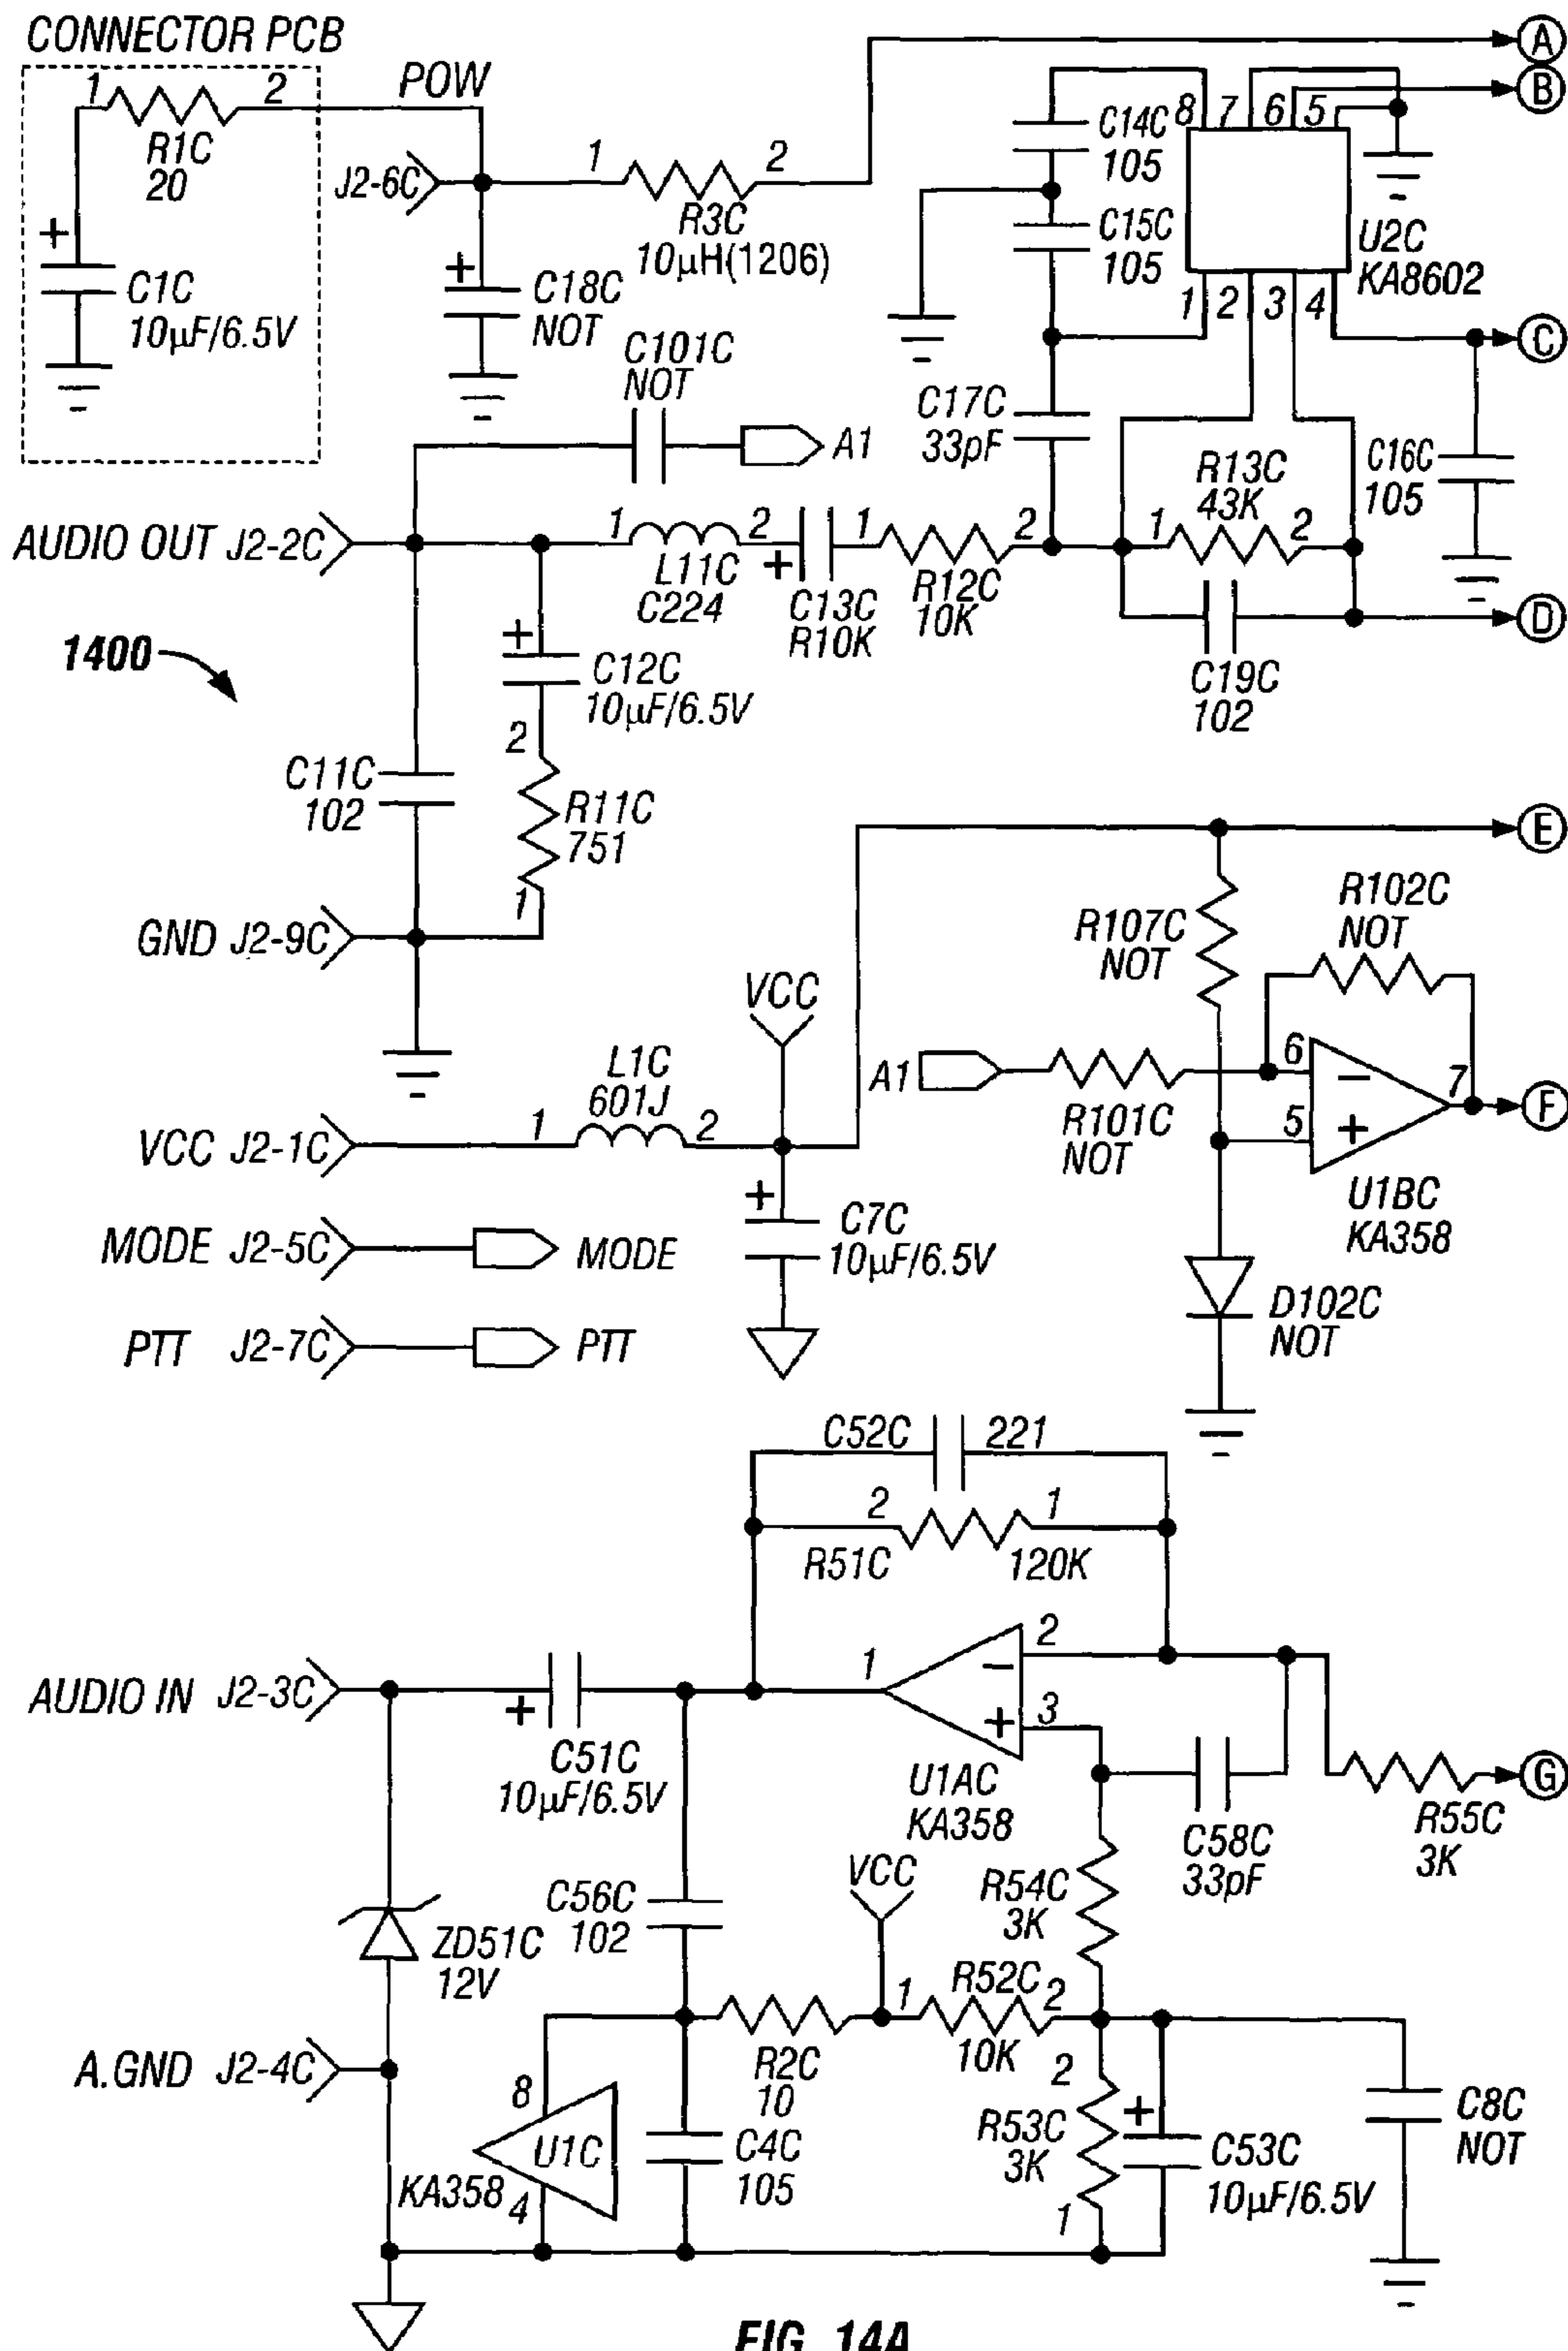 CONNECTOR PCB
1 2
R1C
20
+
C1C
10µF/6.5V
POW
J2-6C
1 2
R3C
10µH(1206)
+
C18C
NOT
A
B
C14C
105
8 7 6 5
C15C
105
U2C
KA8602
1 2 3 4
C
C101C
NOT
A1
C17C
33pF
C16C
105
R13C
43K
1 2
AUDIO OUT J2-2C
1 2
L11C
C224
+
C13C
R10K
1 2
R12C
10K
D
C19C
102
1400
+
C12C
10µF/6.5V
2
C11C
102
R11C
751
1
GND J2-9C
E
R107C
NOT
R102C
NOT
VCC
A1
R101C
NOT
6
−
7
5
+
F
U1BC
KA358
L1C
601J
VCC J2-1C
1 2
+
C7C
10µF/6.5V
MODE J2-5C
MODE
D102C
NOT
PTT J2-7C
PTT
C52C 221
2 1
R51C 120K
AUDIO IN J2-3C
+
C51C
10µF/6.5V
1
−
2
+
3
U1AC
KA358
C58C
33pF
G
R55C
3K
VCC
R54C
3K
C56C
102
ZD51C
12V
R2C
10
1 2
R52C
10K
A.GND J2-4C
8
U1C
KA358
4
C4C
105
2
R53C
3K
1
+
C53C
10µF/6.5V
C8C
NOT
FIG. 14A